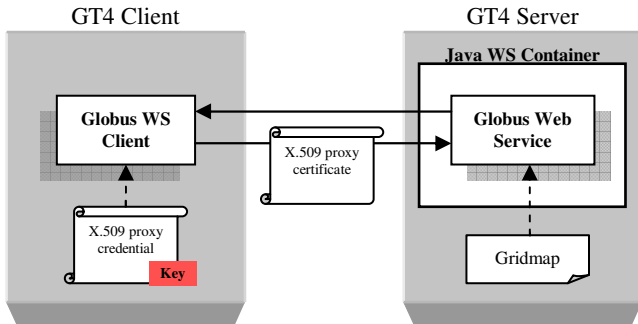 GT4 Client
GT4 Server
Java WS Container
Globus WS
Client
Globus Web
Service
X.509 proxy
certificate
X.509 proxy
credential
Key
Gridmap